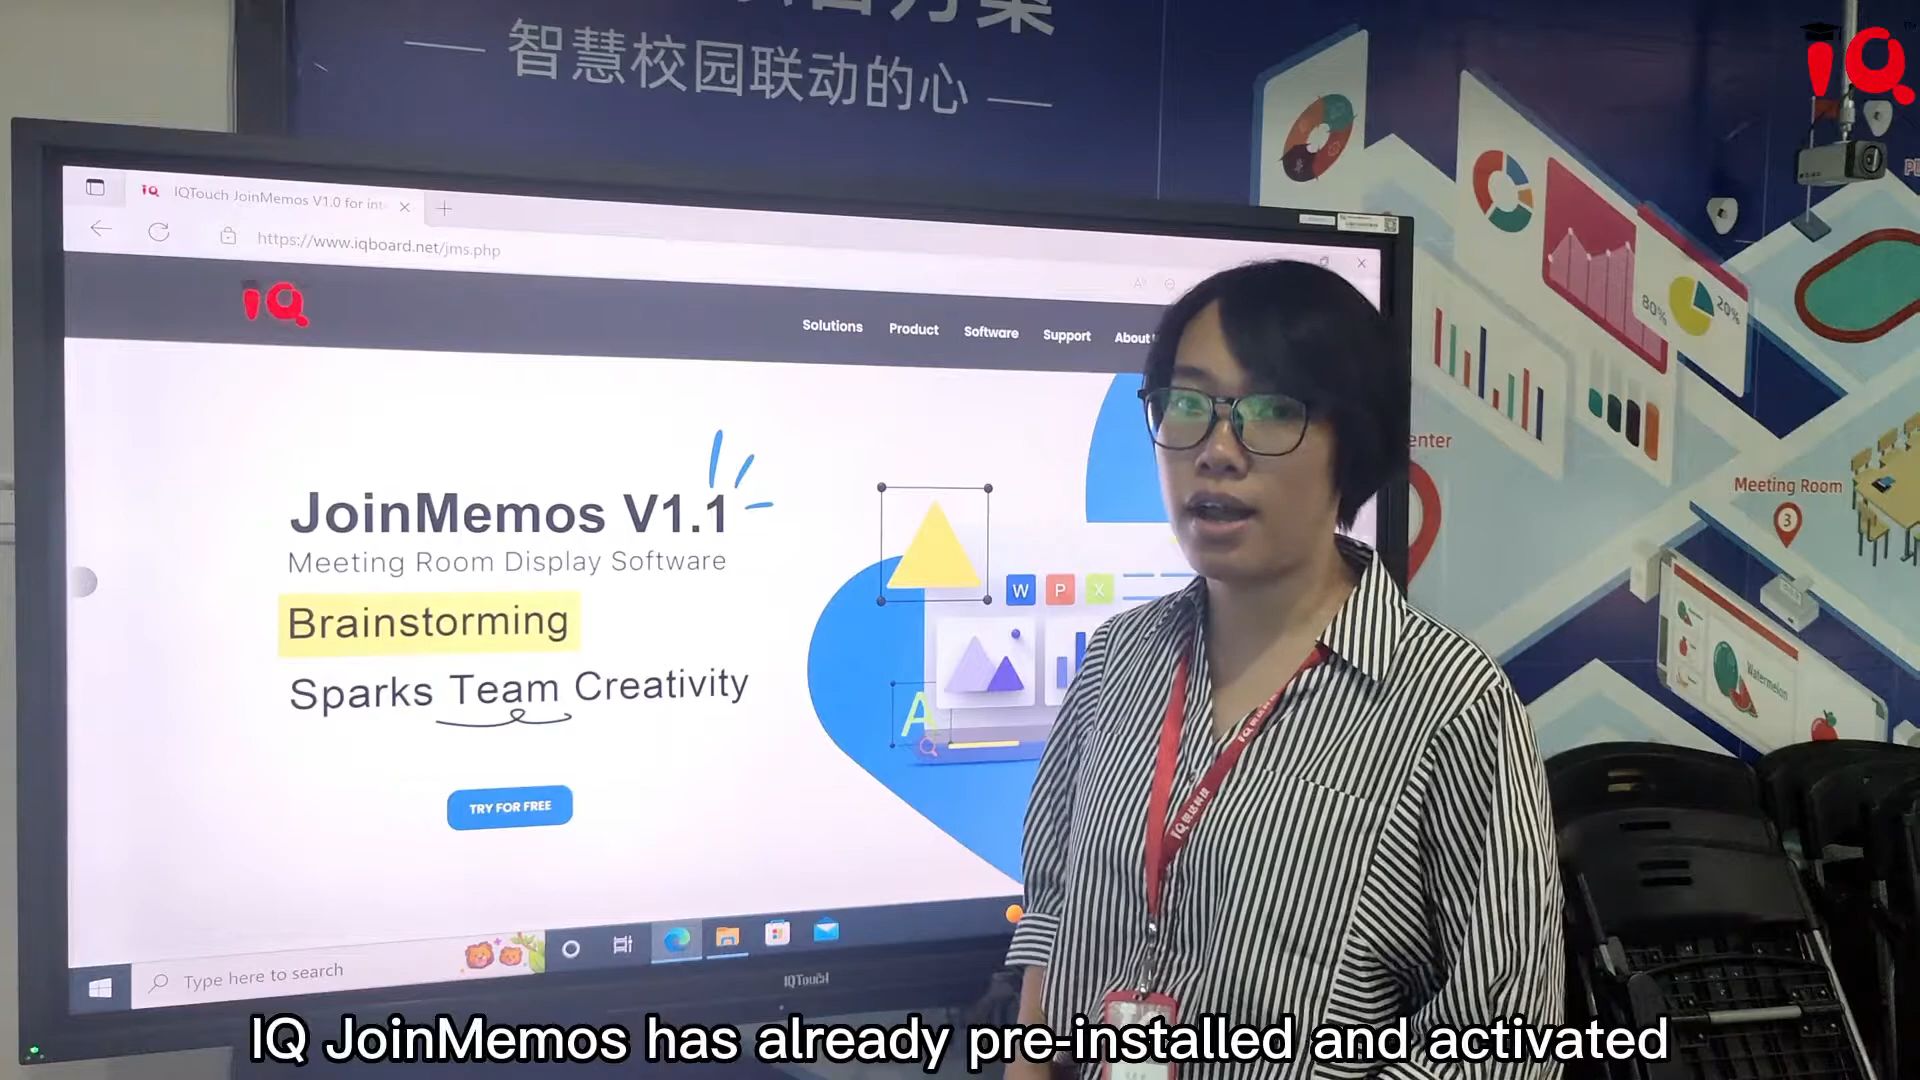 智慧校园联动的心
IQ
IQTouch JoinMemos V1.0 for int
https://www.iqboard.net/jms.php
IQ
Solutions Product Software Support About
JoinMemos V1.1
Meeting Room Display Software
Brainstorming
Sparks Team Creativity
TRY FOR FREE
W P X
A
80% 20%
enter
Meeting Room
3
Watermelon
IQ
Type here to search
IQTouch
IQ JoinMemos has already pre-installed and activated